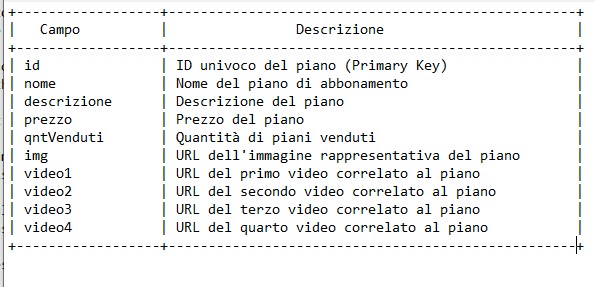 +------------------+---------------------------------------------------+
|   Campo          |                Descrizione                        |
+------------------+---------------------------------------------------+
| id               | ID univoco del piano (Primary Key)                |
| nome             | Nome del piano di abbonamento                     |
| descrizione      | Descrizione del piano                             |
| prezzo           | Prezzo del piano                                  |
| qntVenduti       | Quantità di piani venduti                         |
| img              | URL dell'immagine rappresentativa del piano       |
| video1           | URL del primo video correlato al piano            |
| video2           | URL del secondo video correlato al piano          |
| video3           | URL del terzo video correlato al piano            |
| video4           | URL del quarto video correlato al piano           |
+------------------+---------------------------------------------------+